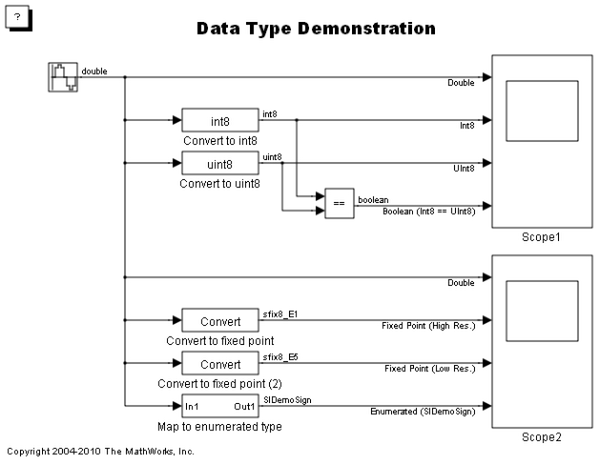 ?
Data Type Demonstration
double
Double
int8
int8
Int8
Convert to int8
uint8
uint8
UInt8
Convert to uint8
==
boolean
Boolean (Int8 == UInt8)
Scope1
Double
Convert
sfix8_E1
Fixed Point (High Res.)
Convert to fixed point
Convert
sfix8_E5
Fixed Point (Low Res.)
Convert to fixed point (2)
In1 Out1
SlDemoSign
Enumerated (SlDemoSign)
Map to enumerated type
Scope2
Copyright 2004-2010 The MathWorks, Inc.